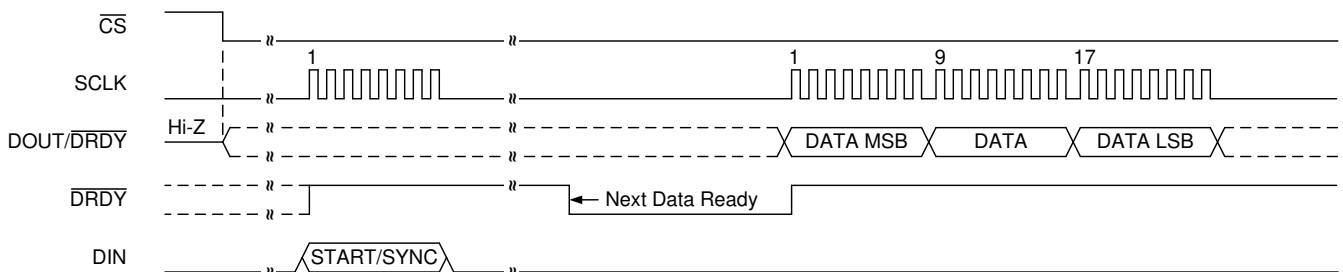 CS
1
1
9
17
SCLK
Hi-Z
DOUT/DRDY
DATA MSB
DATA
DATA LSB
DRDY
Next Data Ready
DIN
START/SYNC